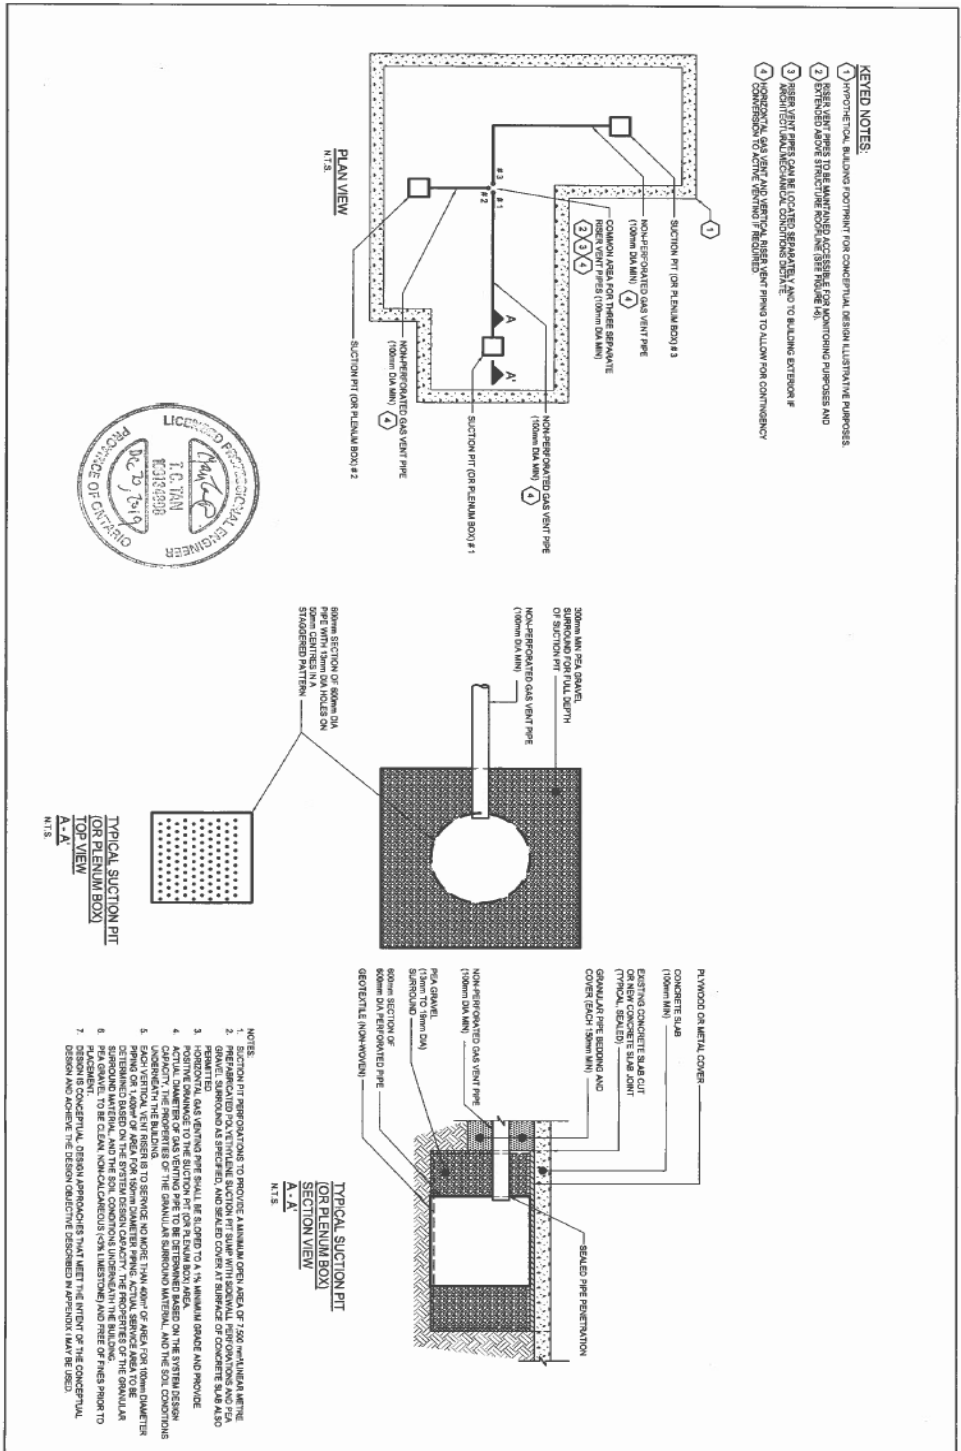 KEYED NOTES:
1 HYPOTHETICAL BUILDING FOOTPRINT FOR CONCEPTUAL DESIGN ILLUSTRATIVE PURPOSES.
2 RISER VENT PIPES TO BE MAINTAINED ACCESSIBLE FOR MONITORING PURPOSES AND
EXTENDED ABOVE STRUCTURE ROOFLINE (SEE FIGURE I-6).
3 RISER VENT PIPES CAN BE LOCATED SEPARATELY AND TO BUILDING EXTERIOR IF
ARCHITECTURAL/MECHANICAL CONDITIONS DICTATE.
4 HORIZONTAL GAS VENT AND VERTICAL RISER VENT PIPING TO ALLOW FOR CONTINGENCY
CONVERSION TO ACTIVE VENTING IF REQUIRED.
1
SUCTION PIT (OR PLENUM BOX) # 3
NON-PERFORATED GAS VENT PIPE
(100mm DIA MIN) 4
COMMON AREA FOR THREE SEPARATE
RISER VENT PIPES (100mm DIA MIN)
2 3 4
NON-PERFORATED GAS VENT PIPE
(100mm DIA MIN) 4
SUCTION PIT (OR PLENUM BOX) # 1
# 3
# 1
# 2
A
A'
NON-PERFORATED GAS VENT PIPE
(100mm DIA MIN) 4
SUCTION PIT (OR PLENUM BOX) # 2
PLAN VIEW
N.T.S.
LICENSED PROFESSIONAL ENGINEER
T. C. TAN
Dec 23, 2019
PROVINCE OF ONTARIO
300mm MIN PEA GRAVEL
SURROUND FOR FULL DEPTH
OF SUCTION PIT
NON-PERFORATED GAS VENT PIPE
(100mm DIA MIN)
600mm SECTION OF 600mm DIA
PIPE WITH 13mm DIA HOLES ON
50mm CENTRES IN A
STAGGERED PATTERN
TYPICAL SUCTION PIT
(OR PLENUM BOX)
TOP VIEW
A - A'
N.T.S.
PLYWOOD OR METAL COVER
CONCRETE SLAB
(100mm MIN)
EXISTING CONCRETE SLAB CUT
OR NEW CONCRETE SLAB JOINT
(TYPICAL, SEALED)
GRANULAR PIPE BEDDING AND
COVER (EACH 150mm MIN)
NON-PERFORATED GAS VENT PIPE
(100mm DIA MIN)
PEA GRAVEL
(13mm TO 19mm DIA)
SURROUND
600mm SECTION OF
600mm DIA PERFORATED PIPE
GEOTEXTILE (NON-WOVEN)
SEALED PIPE PENETRATION
TYPICAL SUCTION PIT
(OR PLENUM BOX)
SECTION VIEW
A - A'
N.T.S.
NOTES:
1. SUCTION PIT PERFORATIONS TO PROVIDE A MINIMUM OPEN AREA OF 7,500 mm²/LINEAR METRE
2. PREFABRICATED POLYETHYLENE SUCTION PIT SUMP WITH SIDEWALL PERFORATIONS AND PEA
GRAVEL SURROUND AS SPECIFIED, AND SEALED COVER AT SURFACE OF CONCRETE SLAB ALSO
PERMITTED
3. HORIZONTAL GAS VENTING PIPE SHALL BE SLOPED TO A 1% MINIMUM GRADE AND PROVIDE
POSITIVE DRAINAGE TO THE SUCTION PIT (OR PLENUM BOX) AREA.
4. ACTUAL DIAMETER OF GAS VENTING PIPE TO BE DETERMINED BASED ON THE SYSTEM DESIGN
CAPACITY, THE PROPERTIES OF THE GRANULAR SURROUND MATERIAL, AND THE SOIL CONDITIONS
UNDERNEATH THE BUILDING.
5. EACH VERTICAL VENT RISER IS TO SERVICE NO MORE THAN 400m² OF AREA FOR 100mm DIAMETER
PIPING OR 1,400m² OF AREA FOR 150mm DIAMETER PIPING. ACTUAL SERVICE AREA TO BE
DETERMINED BASED ON THE SYSTEM DESIGN CAPACITY, THE PROPERTIES OF THE GRANULAR
SURROUND MATERIAL, AND THE SOIL CONDITIONS UNDERNEATH THE BUILDING.
6. PEA GRAVEL TO BE CLEAN, NON-CALCAREOUS (<3% LIMESTONE) AND FREE OF FINES PRIOR TO
PLACEMENT.
7. DESIGN IS CONCEPTUAL. DESIGN APPROACHES THAT MEET THE INTENT OF THE CONCEPTUAL
DESIGN AND ACHIEVE THE DESIGN OBJECTIVE DESCRIBED IN APPENDIX I MAY BE USED.